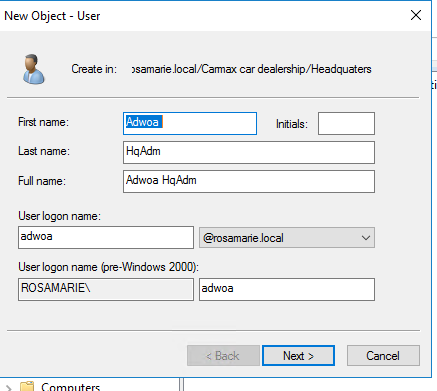 New Object - User
Create in: rosamarie.local/Carmax car dealership/Headquaters
First name: Adwoa Initials:
Last name: HqAdm
Full name: Adwoa HqAdm
User logon name:
adwoa @rosamarie.local
User logon name (pre-Windows 2000):
ROSAMARIE\ adwoa
< Back Next > Cancel
Computers